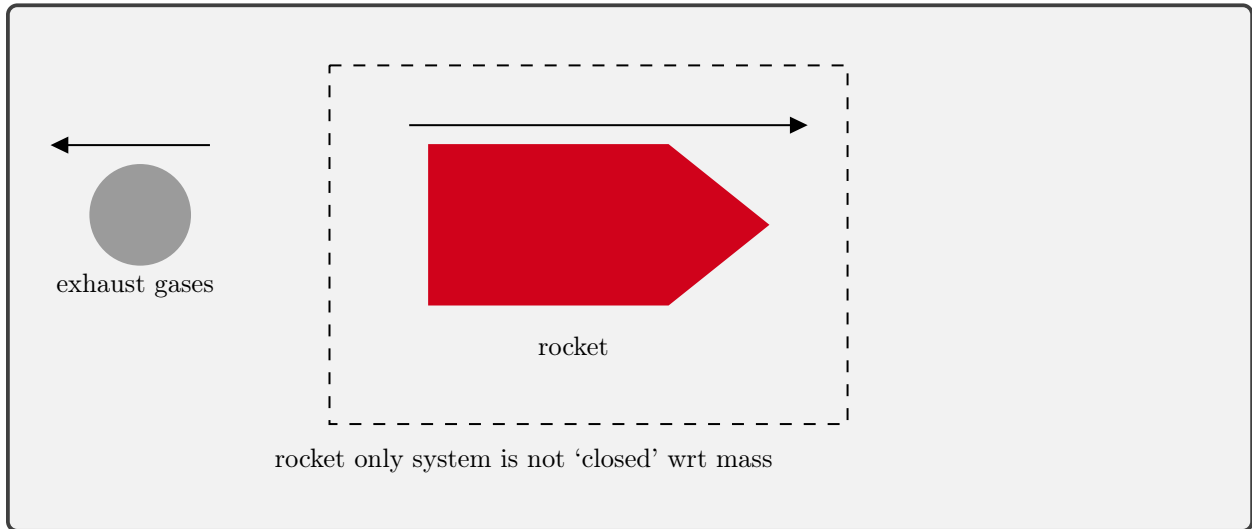 exhaust gases
rocket
rocket only system is not ‘closed’ wrt mass